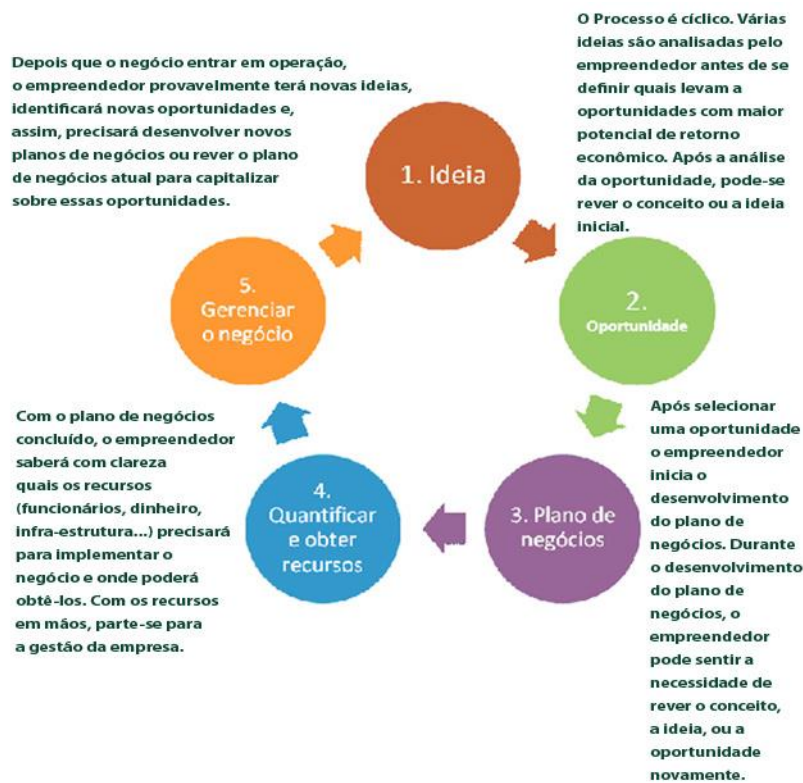 Depois que o negócio entrar em operação,
o empreendedor provavelmente terá novas ideias,
identificará novas oportunidades e,
assim, precisará desenvolver novos
planos de negócios ou rever o plano
de negócios atual para capitalizar
sobre essas oportunidades.
O Processo é cíclico. Várias
ideias são analisadas pelo
empreendedor antes de se
definir quais levam a
oportunidades com maior
potencial de retorno
econômico. Após a análise
da oportunidade, pode-se
rever o conceito ou a ideia
inicial.
1. Ideia
2.
Oportunidade
Após selecionar
uma oportunidade
o empreendedor
inicia o
desenvolvimento
do plano de
negócios. Durante
o desenvolvimento
do plano de
negócios, o
empreendedor
pode sentir a
necessidade de
rever o conceito,
a ideia, ou a
oportunidade
novamente.
3. Plano de
negócios
4.
Quantificar
e obter
recursos
Com o plano de negócios
concluído, o empreendedor
saberá com clareza
quais os recursos
(funcionários, dinheiro,
infra-estrutura...) precisará
para implementar o
negócio e onde poderá
obtê-los. Com os recursos
em mãos, parte-se para
a gestão da empresa.
5.
Gerenciar
o negócio